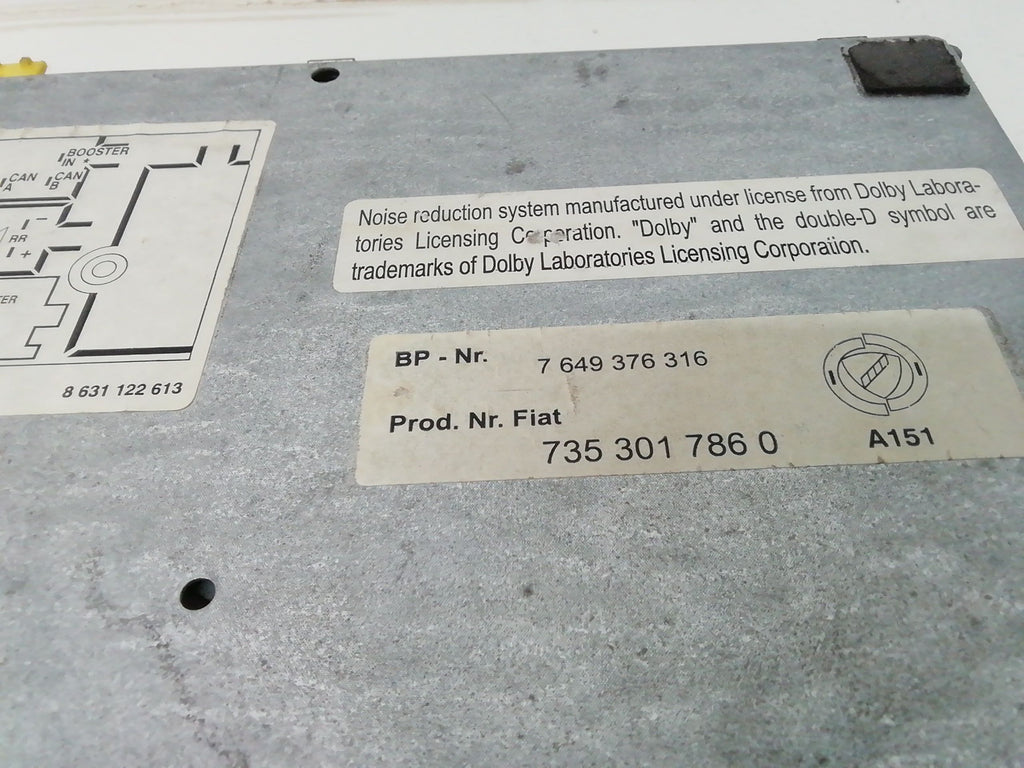 BOOSTER
IN *
CAN CAN
A B
-
RR
+
8 631 122 613
Noise reduction system manufactured under license from Dolby Labora-
tories Licensing Corporation. "Dolby" and the double-D symbol are
trademarks of Dolby Laboratories Licensing Corporation.
BP - Nr. 7 649 376 316
Prod. Nr. Fiat
735 301 786 0
A151